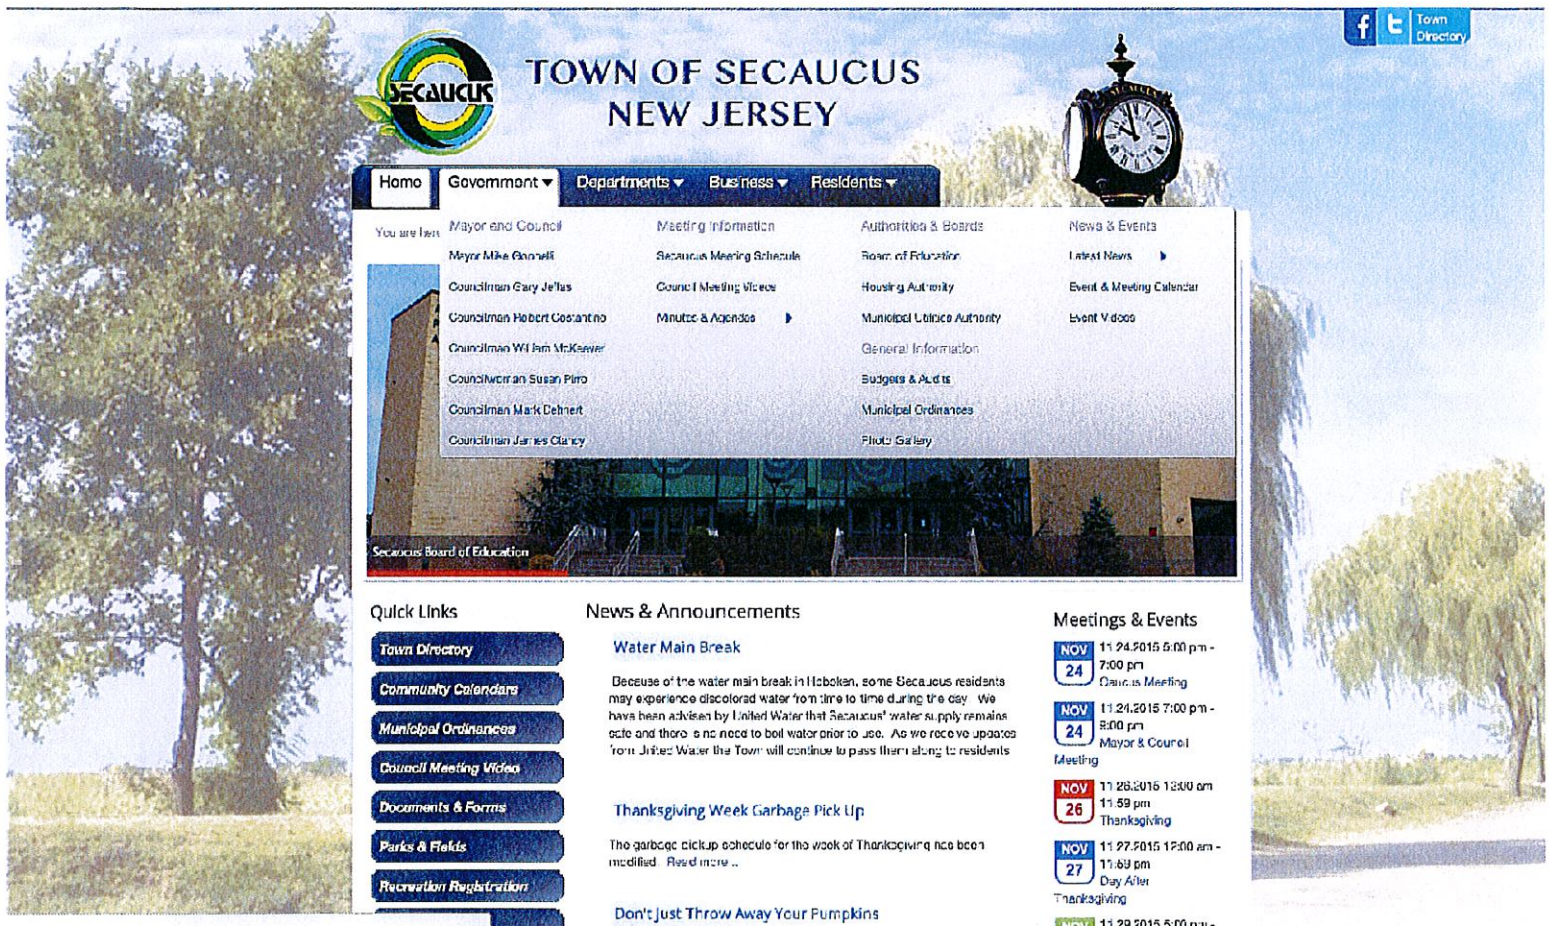 Town
Directory
SECAUCUS
TOWN OF SECAUCUS
NEW JERSEY
Home
Government
Departments
Business
Residents
You are here
Mayor and Council
Mayor Mike Gonnelli
Councilman Gary Jeffas
Councilman Robert Costantino
Councilman William McKeever
Councilwoman Susan Pirro
Councilman Mark Dehnert
Councilman James Clancy
Meeting Information
Secaucus Meeting Schedule
Council Meeting Videos
Minutes & Agendas
Authorities & Boards
Board of Education
Housing Authority
Municipal Utilities Authority
General Information
Budgets & Audits
Municipal Ordinances
Photo Gallery
News & Events
Latest News
Event & Meeting Calendar
Event Videos
Secaucus Board of Education
Quick Links
Town Directory
Community Calendars
Municipal Ordinances
Council Meeting Video
Documents & Forms
Parks & Fields
Recreation Registration
News & Announcements
Water Main Break
Because of the water main break in Hoboken, some Secaucus residents
may experience discolored water from time to time during the day. We
have been advised by United Water that Secaucus' water supply remains
safe and there is no need to boil water prior to use. As we receive updates
from United Water the Town will continue to pass them along to residents
Thanksgiving Week Garbage Pick Up
The garbage pickup schedule for the week of Thanksgiving has been
modified. Read more ..
Don't Just Throw Away Your Pumpkins
Meetings & Events
NOV
24
11.24.2015 5:00 pm -
7:00 pm
Caucus Meeting
NOV
24
11.24.2015 7:00 pm -
9:00 pm
Mayor & Council
Meeting
NOV
26
11.26.2015 12:00 am
11:59 pm
Thanksgiving
NOV
27
11.27.2015 12:00 am -
11:59 pm
Day After
Thanksgiving
NOV
11.29.2015 5:00 pm -